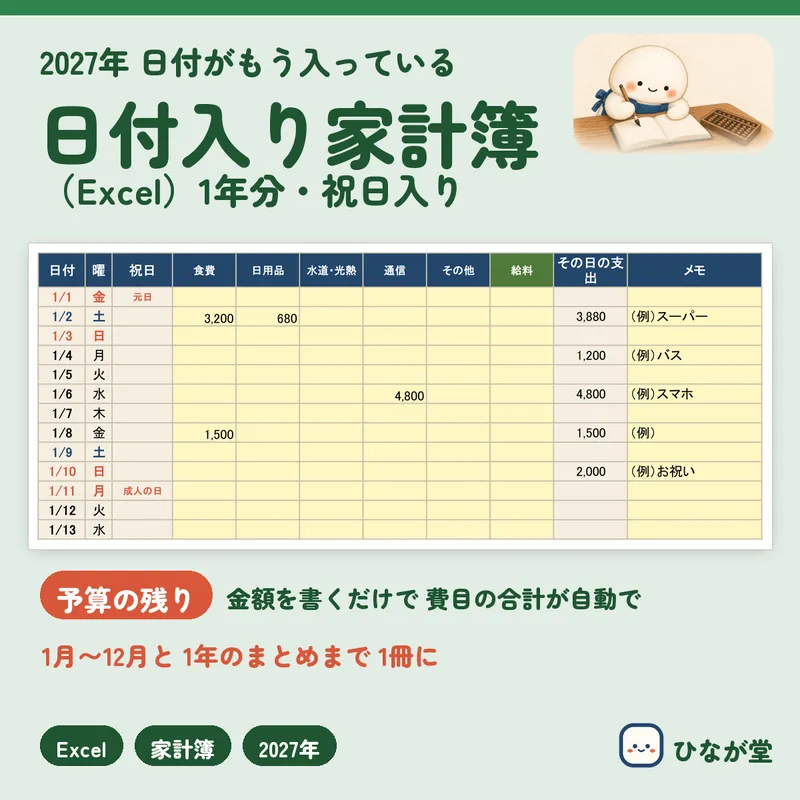 2027年 日付がもう入っている
日付入り家計簿
（Excel）1年分・祝日入り
日付 曜 祝日 食費 日用品 水道・光熱 通信 その他 給料 その日の支出 メモ
1/1 金 元日
1/2 土 3,200 680 3,880 (例)スーパー
1/3 日
1/4 月 1,200 (例)バス
1/5 火
1/6 水 4,800 4,800 (例)スマホ
1/7 木
1/8 金 1,500 1,500 (例)
1/9 土
1/10 日 2,000 (例)お祝い
1/11 月 成人の日
1/12 火
1/13 水
予算の残り 金額を書くだけで 費目の合計が自動で
1月〜12月と 1年のまとめまで 1冊に
Excel 家計簿 2027年
ひなが堂